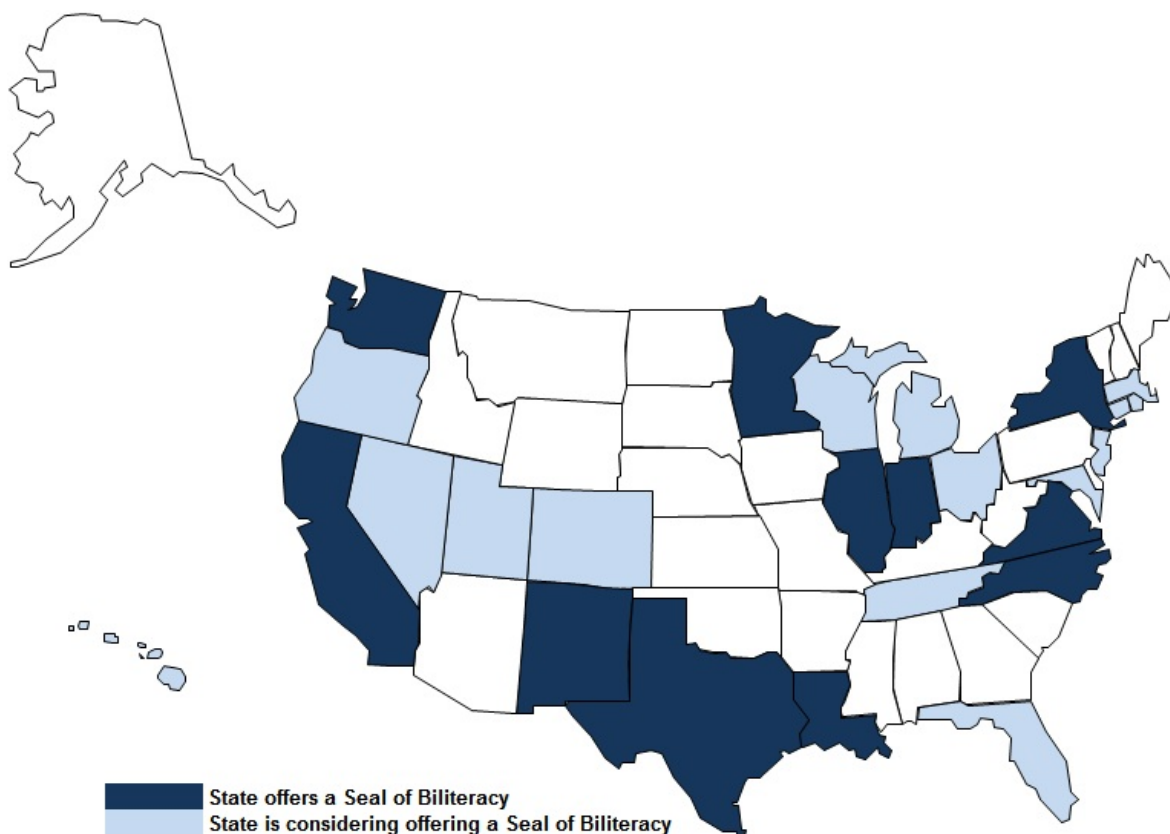 State offers a Seal of Biliteracy
State is considering offering a Seal of Biliteracy